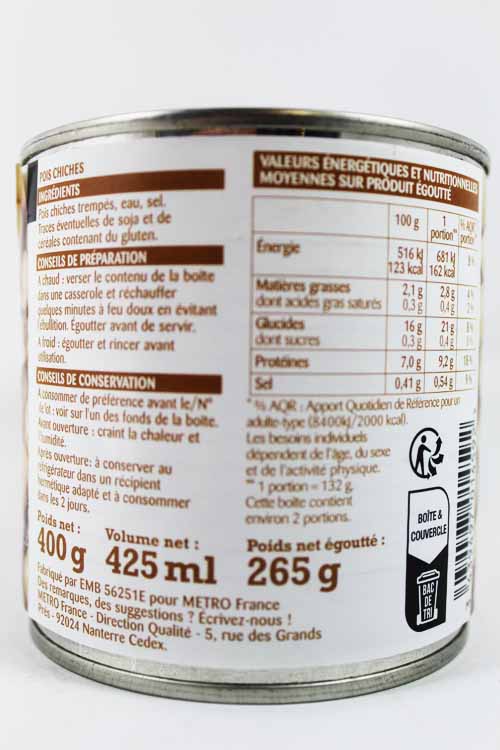 POIS CHICHES
INGRÉDIENTS
Pois chiches trempés, eau, sel.
Traces éventuelles de soja et de
céréales contenant du gluten.
CONSEILS DE PRÉPARATION
A chaud : verser le contenu de la boîte
dans une casserole et réchauffer
quelques minutes à feu doux en évitant
l'ébullition. Égoutter avant de servir.
A froid : égoutter et rincer avant
utilisation.
CONSEILS DE CONSERVATION
A consommer de préférence avant le/N°
de lot : voir sur l'un des fonds de la boîte.
Avant ouverture : craint la chaleur et
l'humidité.
Après ouverture: à conserver au
réfrigérateur dans un récipient
hermétique adapté et à consommer
dans les 2 jours.
Poids net :
400 g
Volume net :
425 ml
Poids net égoutté :
265 g
Fabriqué par EMB 56251E pour METRO France
Des remarques, des suggestions ? Écrivez-nous !
METRO France - Direction Qualité - 5, rue des Grands
Prés - 92024 Nanterre Cedex.
VALEURS ÉNERGÉTIQUES ET NUTRITIONNELLES
MOYENNES SUR PRODUIT ÉGOUTTÉ
100 g 1 portion** % AQR* portion**
Énergie 516 kJ 681 kJ
123 kcal 162 kcal 8 %
Matières grasses 2,1 g 2,8 g 4 %
dont acides gras saturés 0,3 g 0,4 g 2 %
Glucides 16 g 21 g 8 %
dont sucres 0,3 g 0,4 g
Protéines 7,0 g 9,2 g 18 %
Sel 0,41 g 0,54 g 9 %
* % AQR : Apport Quotidien de Référence pour un
adulte-type (8400kJ/2000 kcal).
Les besoins individuels
dépendent de l'âge, du sexe
et de l'activité physique.
** 1 portion = 132 g.
Cette boîte contient
environ 2 portions.
BOÎTE &
COUVERCLE
BAC
DE
TRI